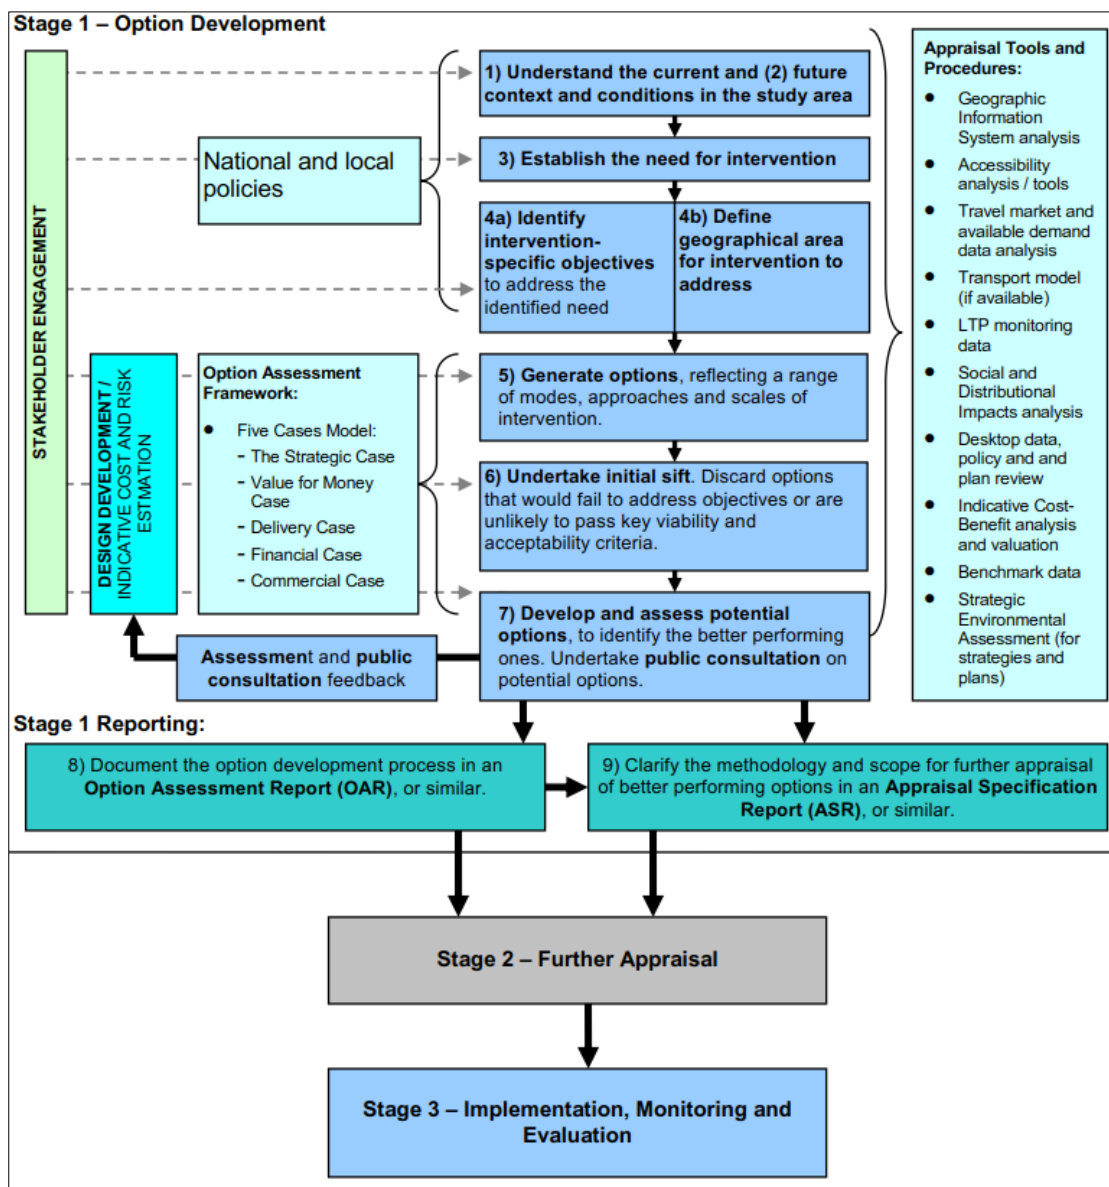 Stage 1 – Option Development
STAKEHOLDER ENGAGEMENT
National and local
policies
1) Understand the current and (2) future
context and conditions in the study area
3) Establish the need for intervention
4a) Identify
intervention-
specific objectives
to address the
identified need
4b) Define
geographical area
for intervention to
address
DESIGN DEVELOPMENT /
INDICATIVE COST AND RISK
ESTMATION
Option Assessment
Framework:
● Five Cases Model:
- The Strategic Case
- Value for Money
Case
- Delivery Case
- Financial Case
- Commercial Case
5) Generate options, reflecting a range
of modes, approaches and scales of
intervention.
6) Undertake initial sift. Discard options
that would fail to address objectives or are
unlikely to pass key viability and
acceptability criteria.
7) Develop and assess potential
options, to identify the better performing
ones. Undertake public consultation on
potential options.
Assessment and public
consultation feedback
Appraisal Tools and
Procedures:
● Geographic
Information
System analysis
● Accessibility
analysis / tools
● Travel market and
available demand
data analysis
● Transport model
(if available)
● LTP monitoring
data
● Social and
Distributional
Impacts analysis
● Desktop data,
policy and and
plan review
● Indicative Cost-
Benefit analysis
and valuation
● Benchmark data
● Strategic
Environmental
Assessment (for
strategies and
plans)
Stage 1 Reporting:
8) Document the option development process in an
Option Assessment Report (OAR), or similar.
9) Clarify the methodology and scope for further appraisal
of better performing options in an Appraisal Specification
Report (ASR), or similar.
Stage 2 – Further Appraisal
Stage 3 – Implementation, Monitoring and
Evaluation